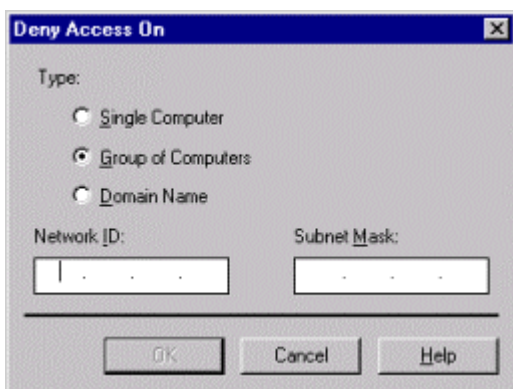 Deny Access On
Type:
Single Computer
Group of Computers
Domain Name
Network ID: Subnet Mask:
. . . . . .
OK Cancel Help